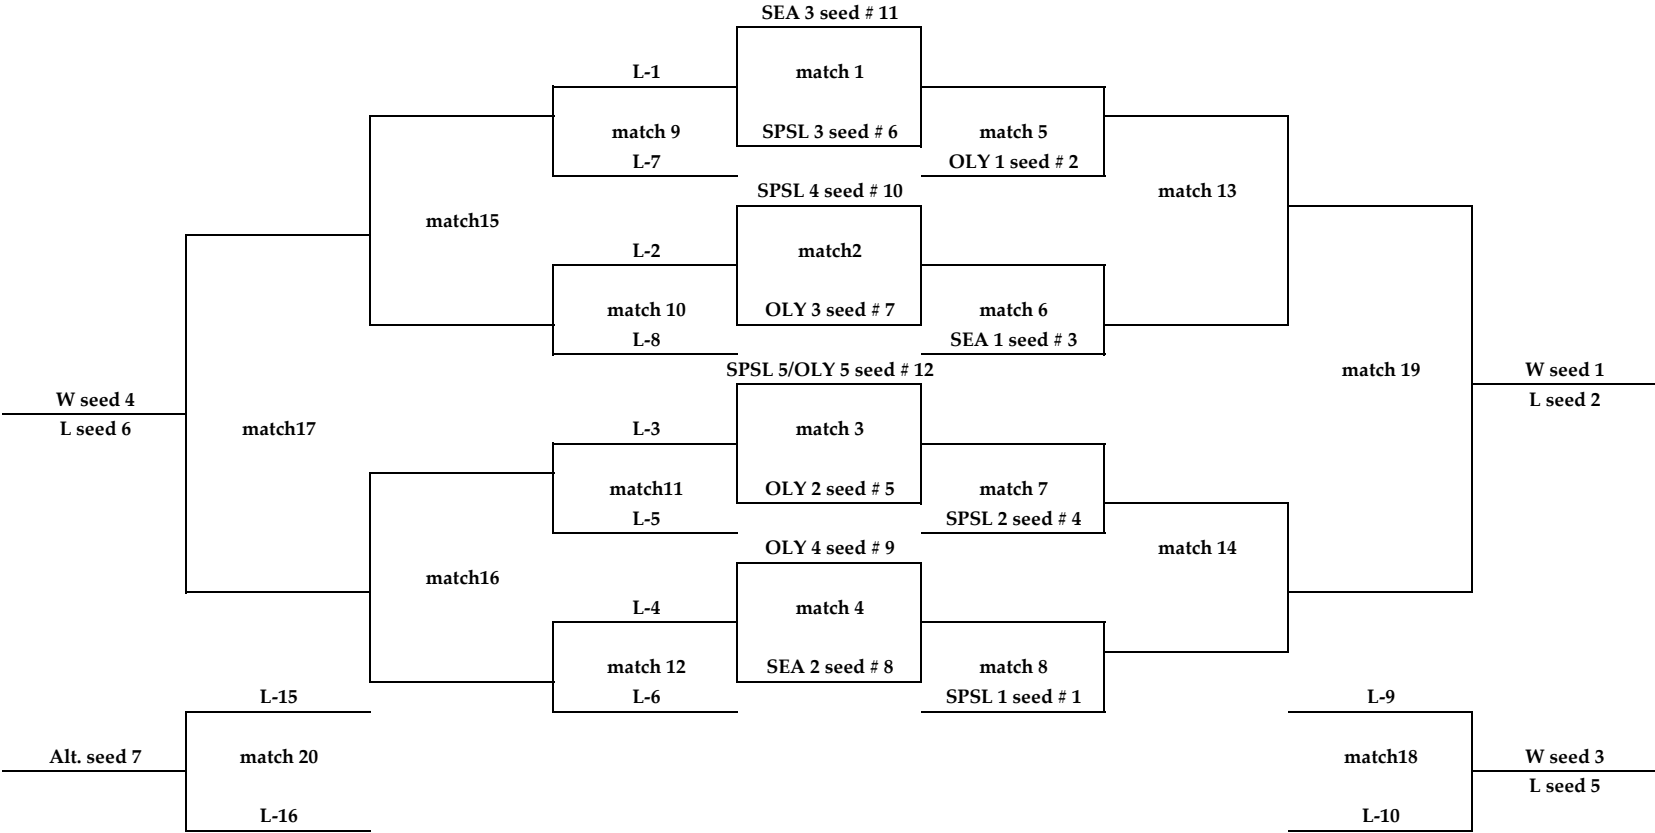 SEA 3 seed # 11
L-1
match 1
match 9
SPSL 3 seed # 6
match 5
L-7
OLY 1 seed # 2
SPSL 4 seed # 10
match 13
match15
L-2
match2
match 10
OLY 3 seed # 7
match 6
L-8
SEA 1 seed # 3
SPSL 5/OLY 5 seed # 12
match 19
W seed 1
W seed 4
L seed 2
L seed 6
match17
L-3
match 3
match11
OLY 2 seed # 5
match 7
L-5
SPSL 2 seed # 4
OLY 4 seed # 9
match 14
match16
L-4
match 4
match 12
SEA 2 seed # 8
match 8
L-15
L-6
SPSL 1 seed # 1
L-9
Alt. seed 7
match 20
match18
W seed 3
L seed 5
L-16
L-10